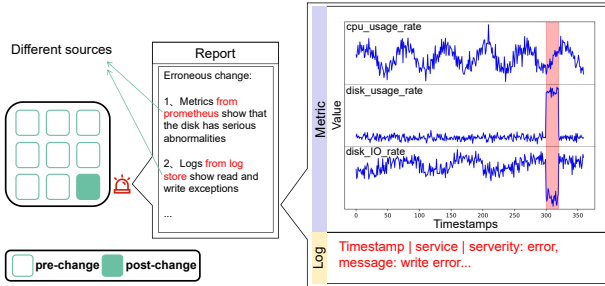 Different sources
Report
Erroneous change:
1、Metrics from
prometheus show that
the disk has serious
abnormalities
2、Logs from log
store show read and
write exceptions
...
pre-change
post-change
Metric
Value
cpu_usage_rate
disk_usage_rate
disk_IO_rate
0 50 100 150 200 250 300 350
Timestamps
Log
Timestamp | service | serverity: error,
message: write error...